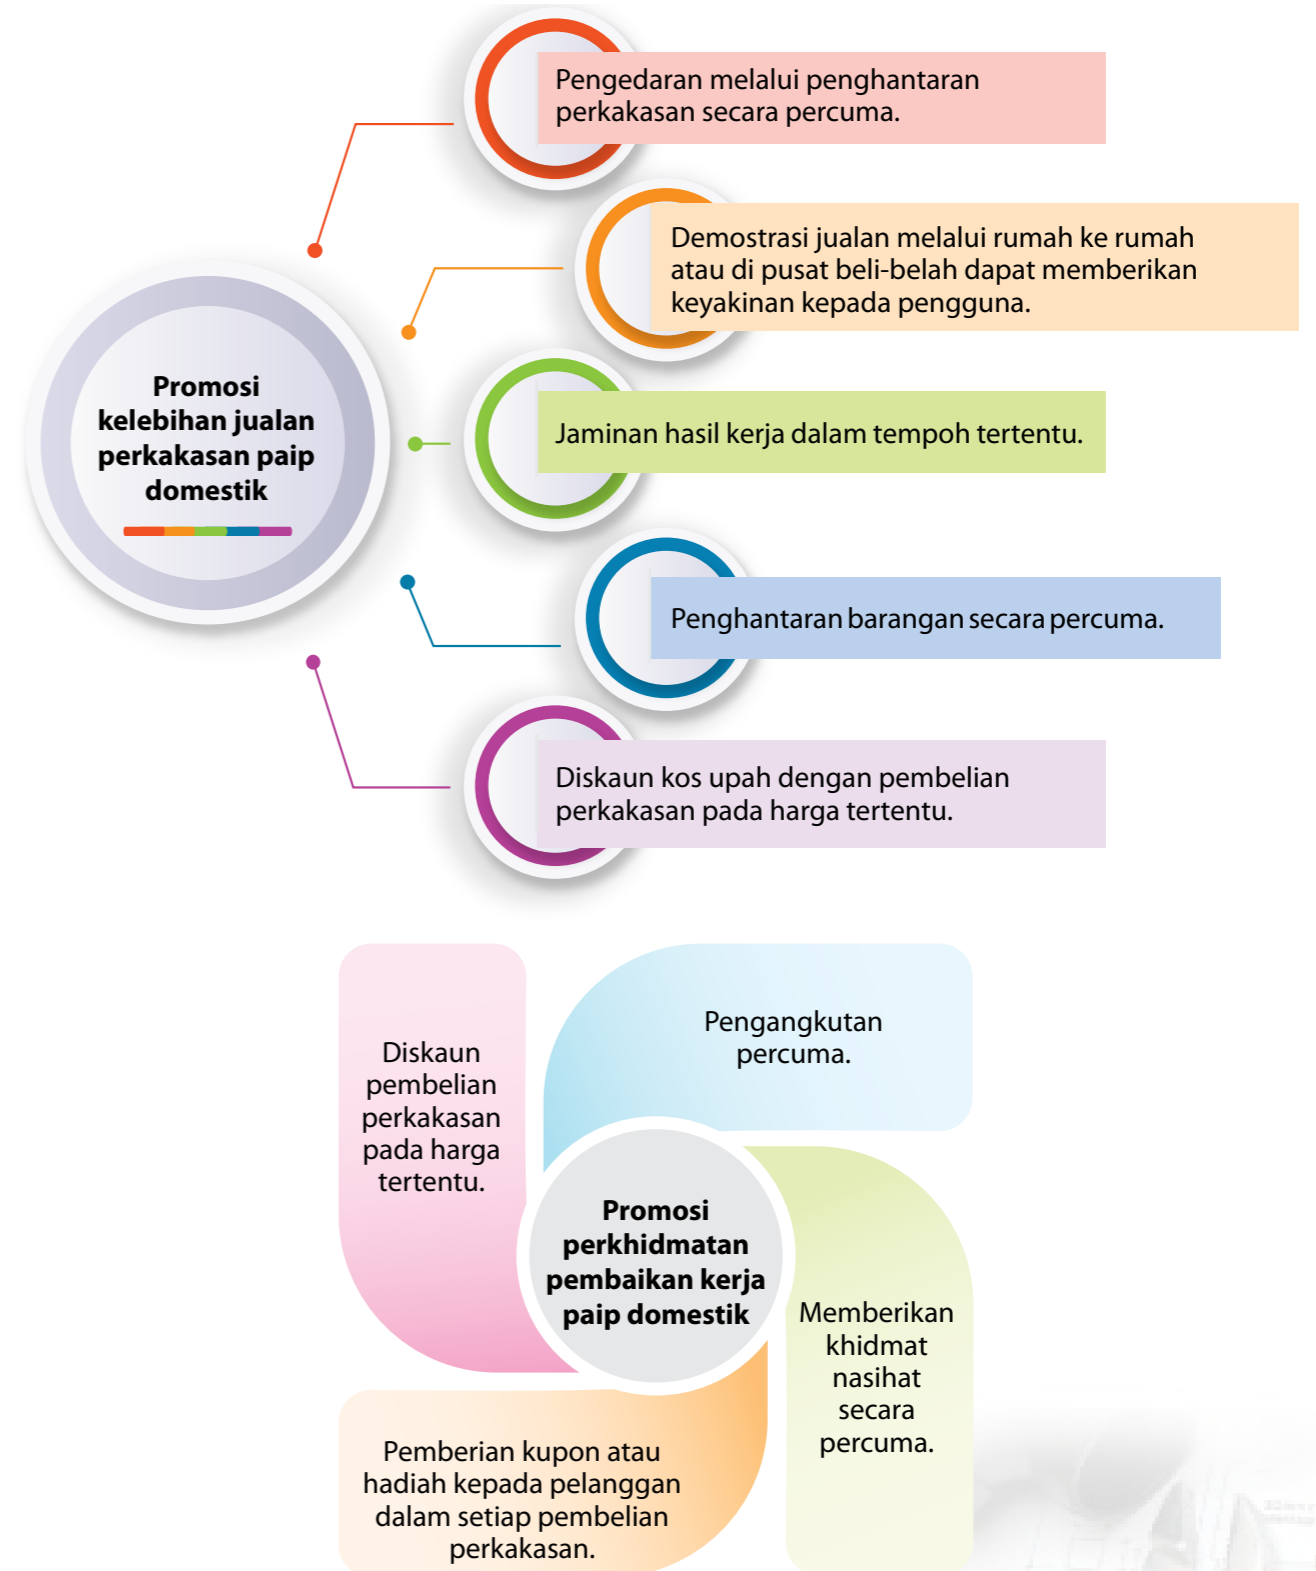 Pengedaran melalui penghantaran
perkakasan secara percuma.
Demostrasi jualan melalui rumah ke rumah
atau di pusat beli-belah dapat memberikan
keyakinan kepada pengguna.
Promosi
kelebihan jualan
perkakasan paip
domestik
Jaminan hasil kerja dalam tempoh tertentu.
Penghantaran barangan secara percuma.
Diskaun kos upah dengan pembelian
perkakasan pada harga tertentu.
Diskaun
pembelian
perkakasan
pada harga
tertentu.
Pengangkutan
percuma.
Promosi
perkhidmatan
pembaikan kerja
paip domestik
Memberikan
khidmat
nasihat
secara
percuma.
Pemberian kupon atau
hadiah kepada pelanggan
dalam setiap pembelian
perkakasan.